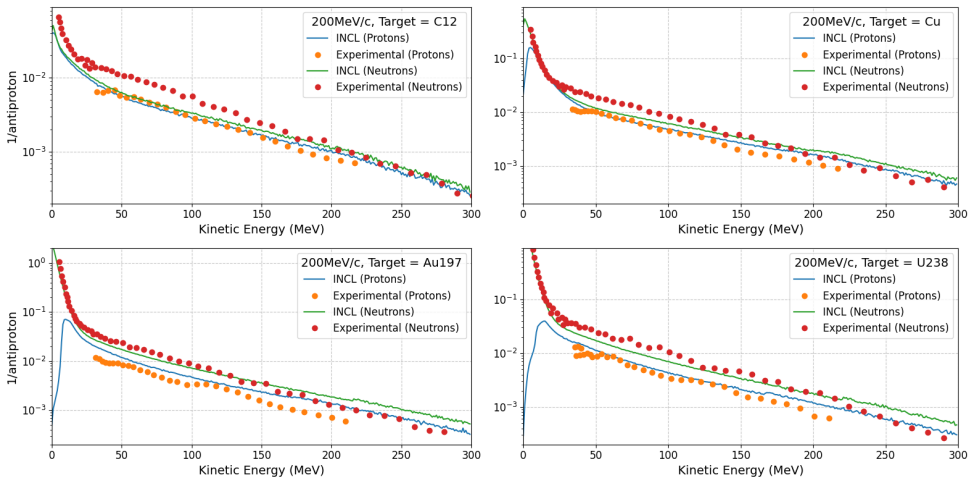 200MeV/c, Target = C12
INCL (Protons)
Experimental (Protons)
INCL (Neutrons)
Experimental (Neutrons)
10⁻²
10⁻³
1/antiproton
0 50 100 150 200 250 300
Kinetic Energy (MeV)
200MeV/c, Target = Cu
INCL (Protons)
Experimental (Protons)
INCL (Neutrons)
Experimental (Neutrons)
10⁻¹
10⁻²
10⁻³
0 50 100 150 200 250 300
Kinetic Energy (MeV)
200MeV/c, Target = Au197
INCL (Protons)
Experimental (Protons)
INCL (Neutrons)
Experimental (Neutrons)
10⁰
10⁻¹
10⁻²
10⁻³
1/antiproton
0 50 100 150 200 250 300
Kinetic Energy (MeV)
200MeV/c, Target = U238
INCL (Protons)
Experimental (Protons)
INCL (Neutrons)
Experimental (Neutrons)
10⁻¹
10⁻²
10⁻³
0 50 100 150 200 250 300
Kinetic Energy (MeV)